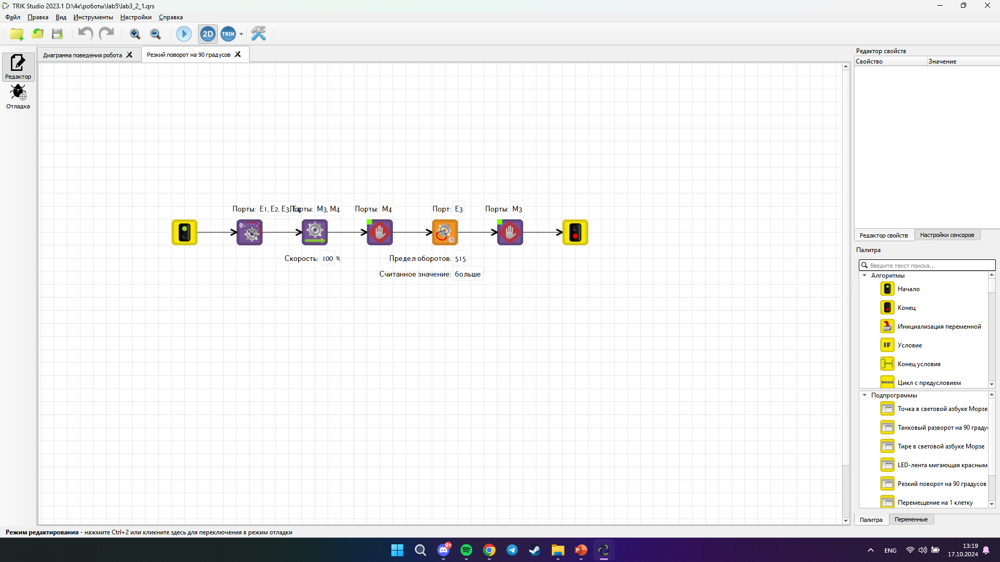 TRIK Studio 2023.1 D:\4к\роботы\lab5\lab3_2_1.qrs
Файл Правка Вид Инструменты Настройки Справка
2D TRIK
Диаграмма поведения робота
Резкий поворот на 90 градусов
Редактор
Отладка
Порты: E1, E2, E3, E4
Порты: M3, M4
Порты: M4
Порт: E3
Порты: M3
0
Скорость: 100 %
Предел оборотов: 515
Считанное значение: больше
Редактор свойств
Свойство Значение
Редактор свойств Настройки сенсоров
Палитра
Введите текст поиска...
Алгоритмы
Начало
Конец
Инициализация переменной
IF Условие
Конец условия
WHILE Цикл с предусловием
Подпрограммы
Точка в световой азбуке Морзе
Танковый разворот на 90 граду
Тире в световой азбуке Морзе
LED-лента мигающая красным
Резкий поворот на 90 градусов
Перемещение на 1 клетку
Палитра Переменные
Режим редактирования - нажмите Ctrl+2 или кликните здесь для переключения в режим отладки
9+
ENG
13:19
17.10.2024